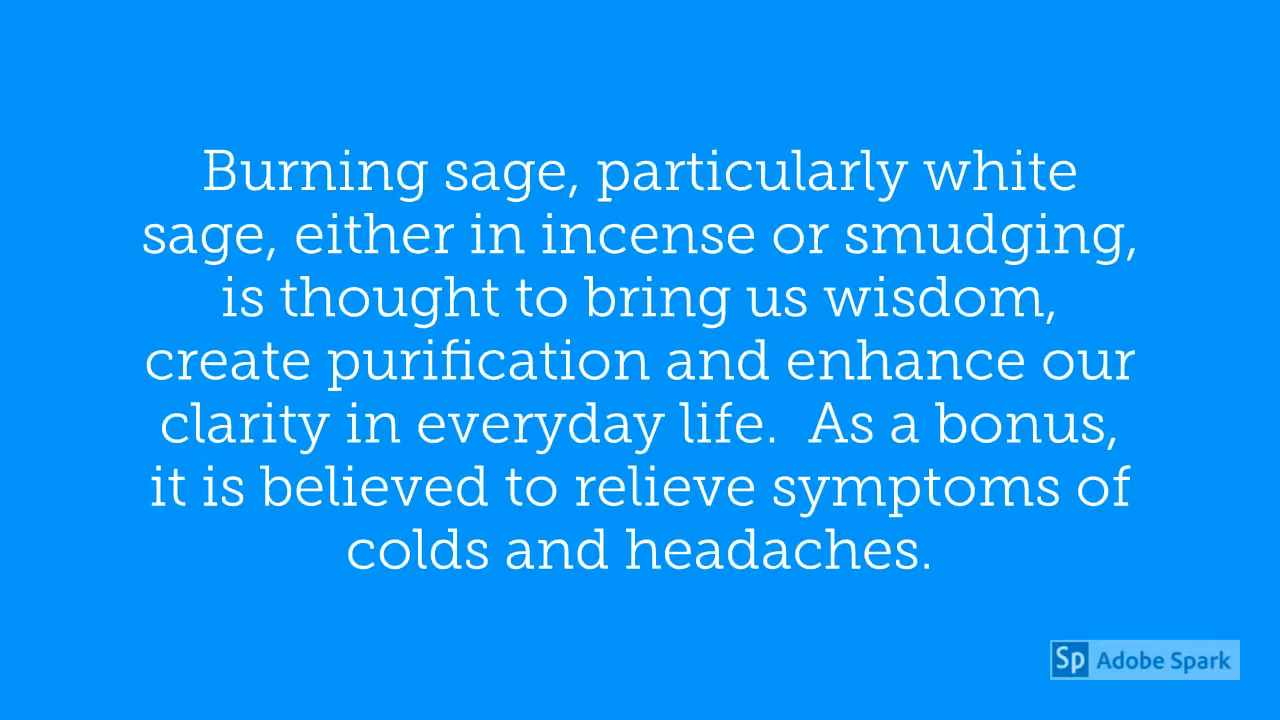 Burning sage, particularly white
sage, either in incense or smudging,
is thought to bring us wisdom,
create purification and enhance our
clarity in everyday life.  As a bonus,
it is believed to relieve symptoms of
colds and headaches.
Sp Adobe Spark